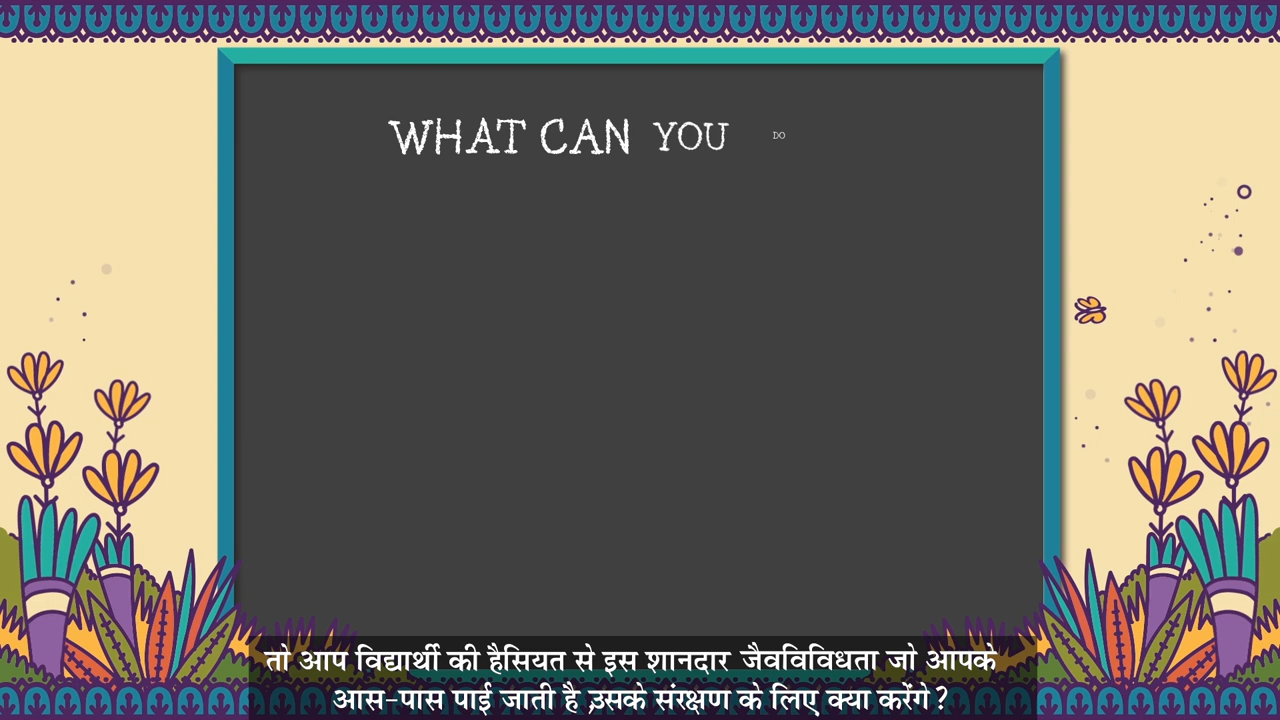 WHAT CAN YOU DO
तो आप विद्यार्थी की हैसियत से इस शानदार जैवविविधता जो आपके
आस-पास पाई जाती है ,उसके संरक्षण के लिए क्या करेंगे ?